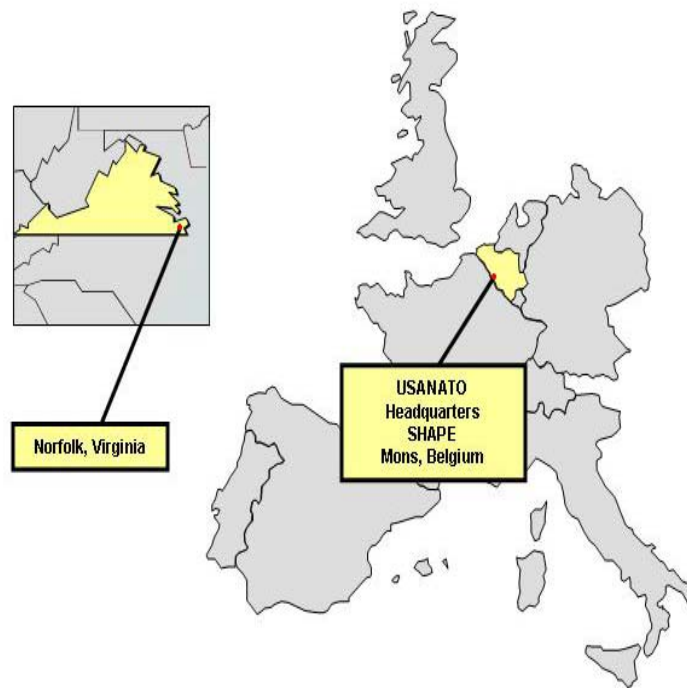 Norfolk, Virginia
USANATO
Headquarters
SHAPE
Mons, Belgium